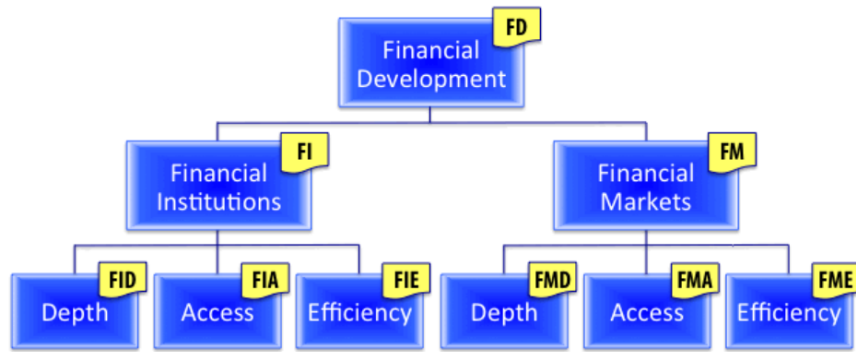 FD
Financial
Development
FI
Financial
Institutions
FM
Financial
Markets
FID
Depth
FIA
Access
FIE
Efficiency
FMD
Depth
FMA
Access
FME
Efficiency